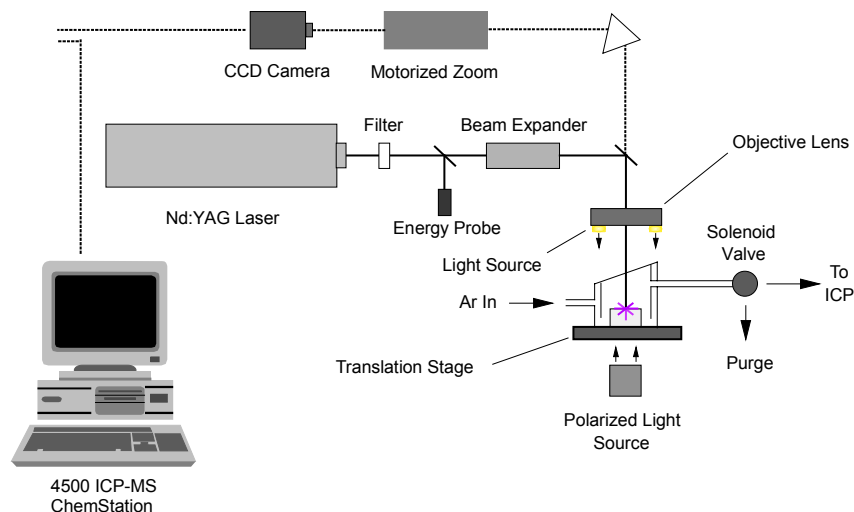 CCD Camera
Motorized Zoom
Filter
Beam Expander
Objective Lens
Nd:YAG Laser
Energy Probe
Light Source
Solenoid
Valve
To
ICP
Ar In
Translation Stage
Purge
Polarized Light
Source
4500 ICP-MS
ChemStation